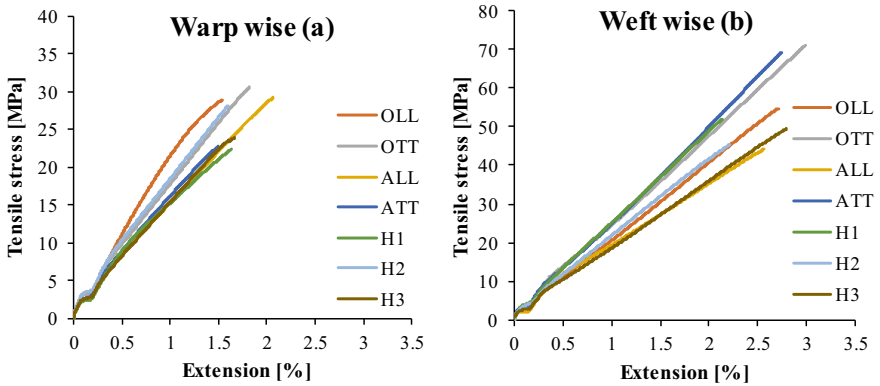 Warp wise (a)
Tensile stress [MPa]
40
35
30
25
20
15
10
5
0
OLL
OTT
ALL
ATT
H1
H2
H3
0 0.5 1 1.5 2 2.5 3 3.5
Extension [%]
Weft wise (b)
Tensile stress [MPa]
80
70
60
50
40
30
20
10
0
OLL
OTT
ALL
ATT
H1
H2
H3
0 0.5 1 1.5 2 2.5 3 3.5
Extension [%]